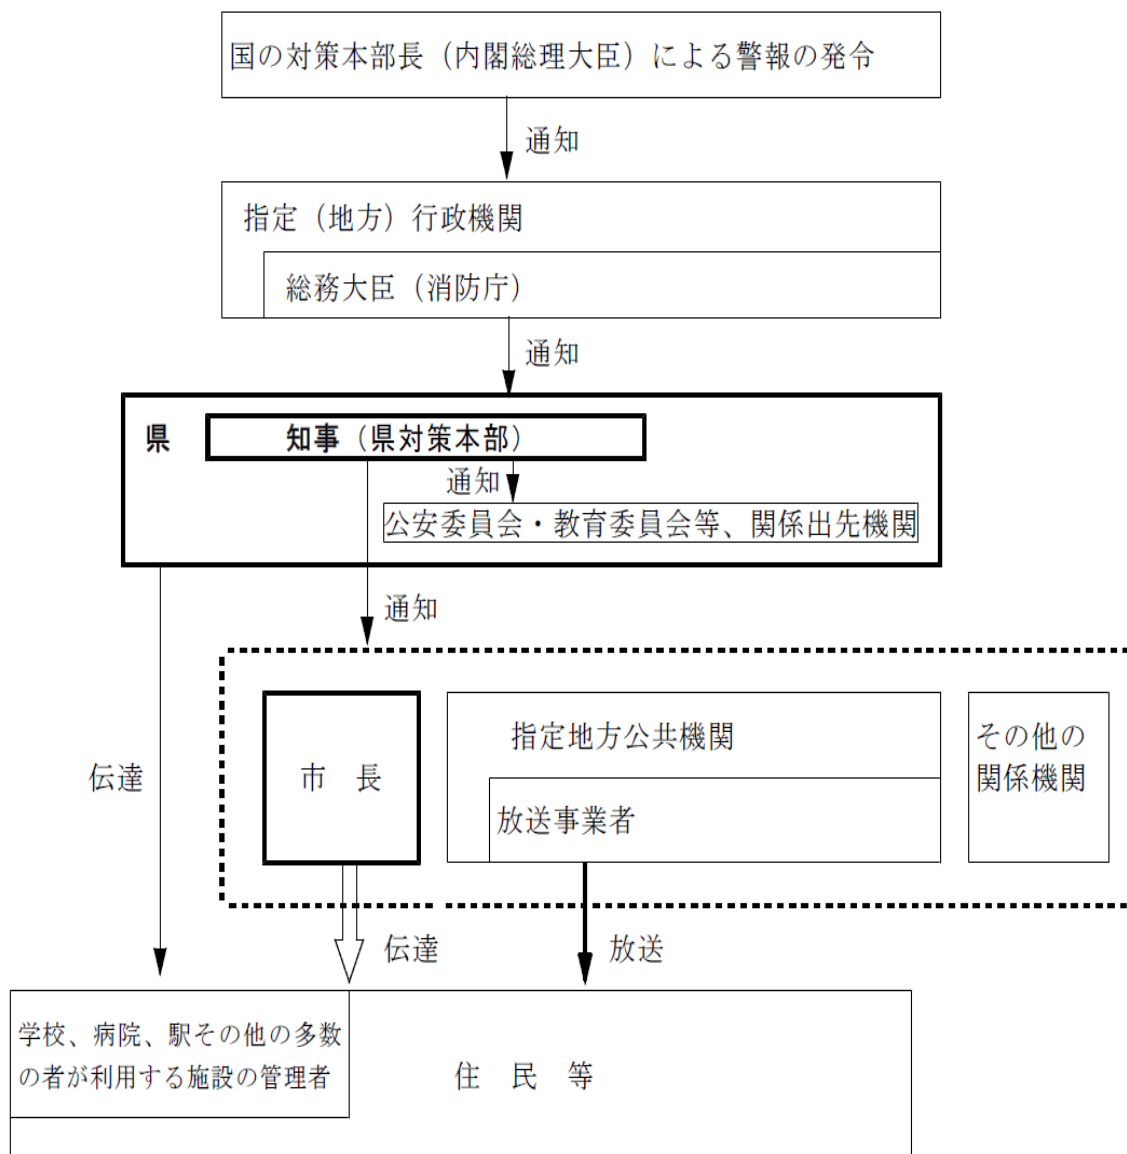 国の対策本部長（内閣総理大臣）による警報の発令
通知
指定（地方）行政機関
総務大臣（消防庁）
通知
県
知事（県対策本部）
通知
公安委員会・教育委員会等、関係出先機関
通知
市　長
指定地方公共機関
放送事業者
その他の
関係機関
伝達
伝達
放送
学校、病院、駅その他の多数
の者が利用する施設の管理者
住　民　等